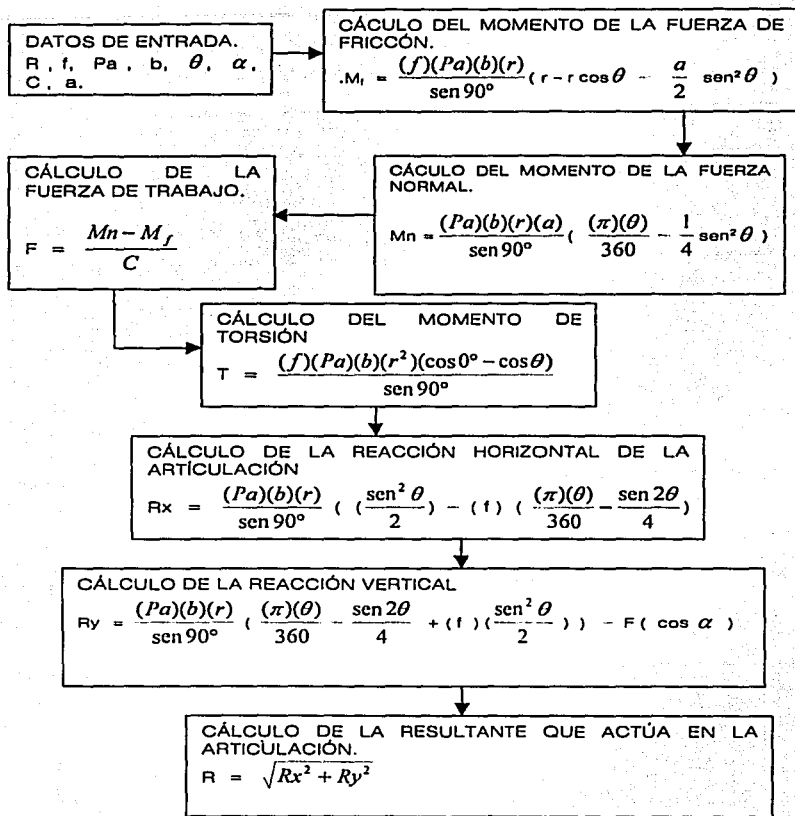 DATOS DE ENTRADA.
R , f, Pa , b, θ, α,
C , a.
CÁCULO DEL MOMENTO DE LA FUERZA DE
FRICCÓN.
.Mf = (f)(Pa)(b)(r) / sen 90° ( r – r cos θ – a/2 sen² θ )
CÁLCULO DE LA
FUERZA DE TRABAJO.
F = Mn – Mf / C
CÁCULO DEL MOMENTO DE LA FUERZA
NORMAL.
Mn = (Pa)(b)(r)(a) / sen 90° ( (π)(θ) / 360 – 1/4 sen² θ )
CÁLCULO DEL MOMENTO DE
TORSIÓN
T = (f)(Pa)(b)(r²)(cos 0° – cos θ) / sen 90°
CÁLCULO DE LA REACCIÓN HORIZONTAL DE LA
ARTÍCULACIÓN
Rx = (Pa)(b)(r) / sen 90° ( (sen² θ / 2) – (f) ( (π)(θ) / 360 – sen 2θ / 4 )
CÁLCULO DE LA REACCIÓN VERTICAL
Ry = (Pa)(b)(r) / sen 90° ( (π)(θ) / 360 – sen 2θ / 4 + (f) (sen² θ / 2) ) – F( cos α )
CÁLCULO DE LA RESULTANTE QUE ACTÚA EN LA
ARTICULACIÓN.
R = √Rx² + Ry²